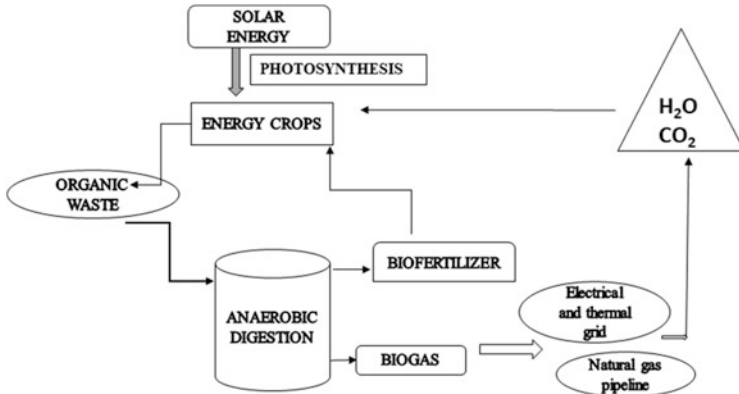 SOLAR
ENERGY
PHOTOSYNTHESIS
ENERGY CROPS
H₂O
CO₂
ORGANIC
WASTE
BIOFERTILIZER
ANAEROBIC
DIGESTION
BIOGAS
Electrical
and thermal
grid
Natural gas
pipeline